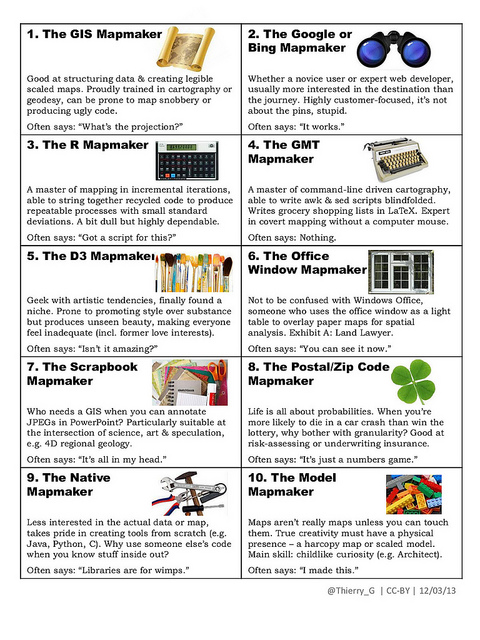 1. The GIS Mapmaker
Good at structuring data & creating legible
scaled maps. Proudly trained in cartography or
geodesy, can be prone to map snobbery or
producing ugly code.
Often says: “What’s the projection?”
2. The Google or
Bing Mapmaker
Whether a novice user or expert web developer,
usually more interested in the destination than
the journey. Highly customer-focused, it’s not
about the pins, stupid.
Often says: “It works.”
3. The R Mapmaker
A master of mapping in incremental iterations,
able to string together recycled code to produce
repeatable processes with small standard
deviations. A bit dull but highly dependable.
Often says: “Got a script for this?”
4. The GMT
Mapmaker
A master of command-line driven cartography,
able to write awk & sed scripts blindfolded.
Writes grocery shopping lists in LaTeX. Expert
in covert mapping without a computer mouse.
Often says: Nothing.
5. The D3 Mapmaker
Geek with artistic tendencies, finally found a
niche. Prone to promoting style over substance
but produces unseen beauty, making everyone
feel inadequate (incl. former love interests).
Often says: “Isn’t it amazing?”
6. The Office
Window Mapmaker
Not to be confused with Windows Office,
someone who uses the office window as a light
table to overlay paper maps for spatial
analysis. Exhibit A: Land Lawyer.
Often says: “You can see it now.”
7. The Scrapbook
Mapmaker
Who needs a GIS when you can annotate
JPEGs in PowerPoint? Particularly suitable at
the intersection of science, art & speculation,
e.g. 4D regional geology.
Often says: “It’s all in my head.”
8. The Postal/Zip Code
Mapmaker
Life is all about probabilities. When you’re
more likely to die in a car crash than win the
lottery, why bother with granularity? Good at
risk-assessing or underwriting insurance.
Often says: “It’s just a numbers game.”
9. The Native
Mapmaker
Less interested in the actual data or map,
takes pride in creating tools from scratch (e.g.
Java, Python, C). Why use someone else’s code
when you know stuff inside out?
Often says: “Libraries are for wimps.”
10. The Model
Mapmaker
Maps aren’t really maps unless you can touch
them. True creativity must have a physical
presence – a harcopy map or scaled model.
Main skill: childlike curiosity (e.g. Architect).
Often says: “I made this.”
@Thierry_G | CC-BY | 12/03/13